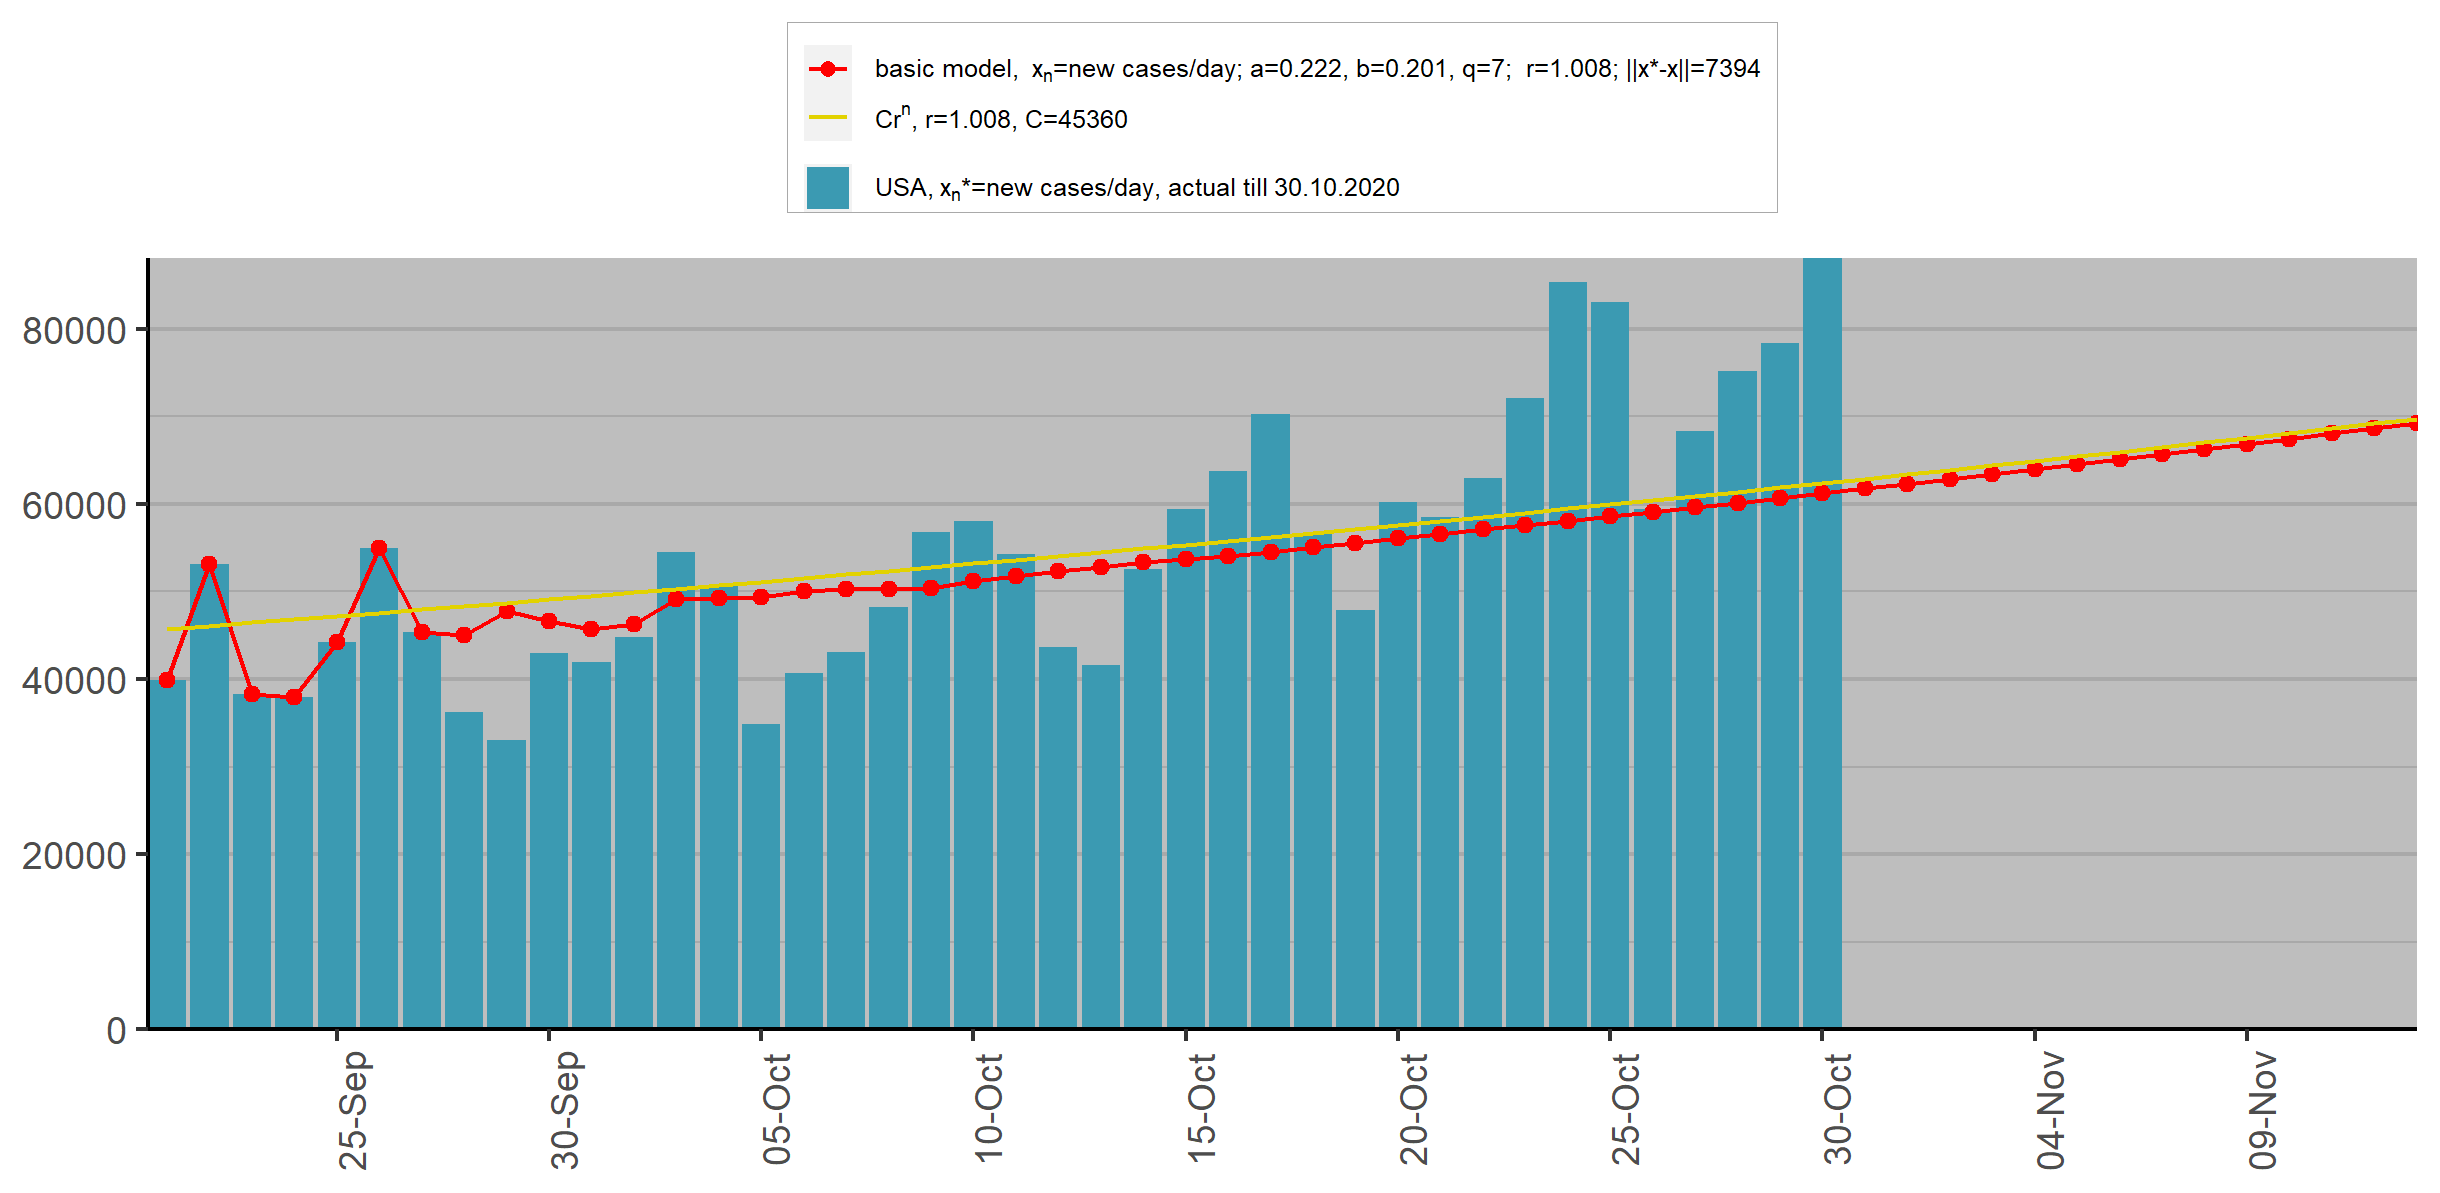 basic model, xn=new cases/day; a=0.222, b=0.201, q=7; r=1.008; ||x*-x||=7394
Crⁿ, r=1.008, C=45360
USA, xn*=new cases/day, actual till 30.10.2020
80000
60000
40000
20000
0
25-Sep
30-Sep
05-Oct
10-Oct
15-Oct
20-Oct
25-Oct
30-Oct
04-Nov
09-Nov